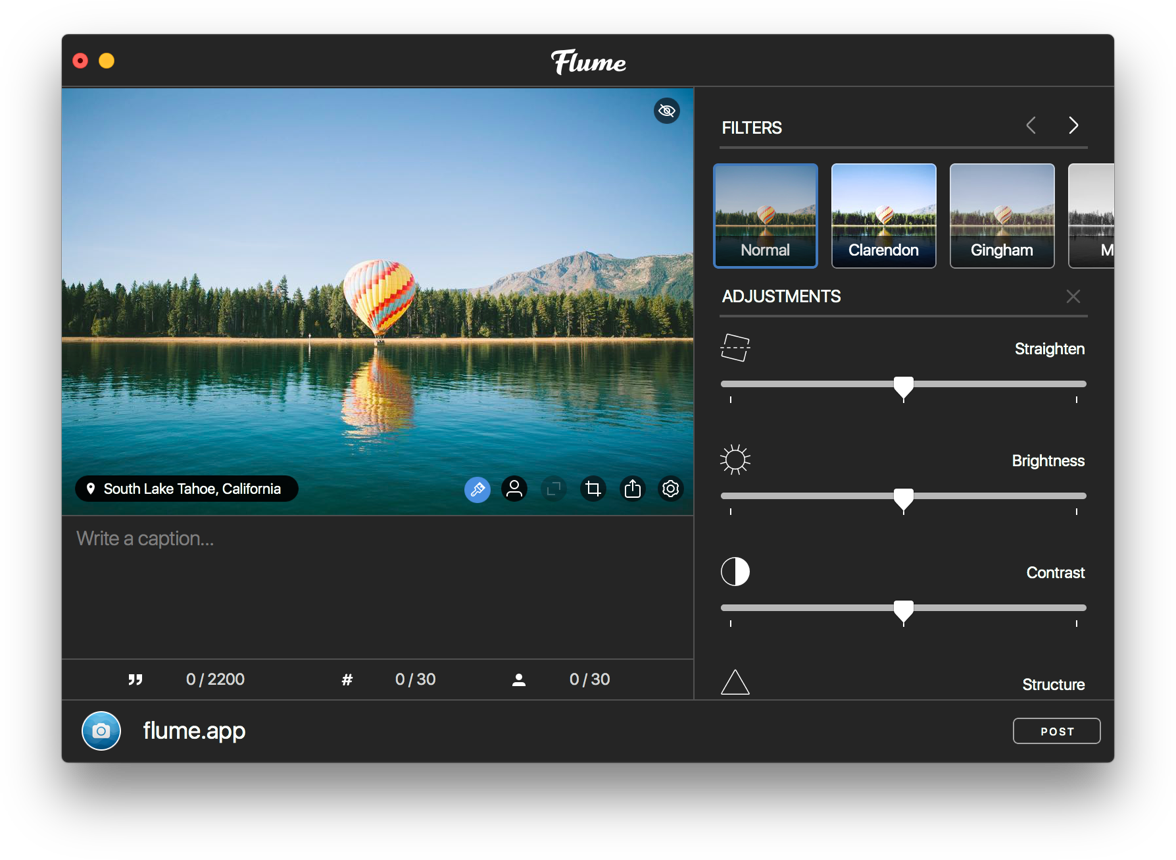 Flume
FILTERS
Normal
Clarendon
Gingham
M
ADJUSTMENTS
Straighten
Brightness
Contrast
Structure
South Lake Tahoe, California
Write a caption...
0 / 2200
# 0 / 30
0 / 30
flume.app
POST